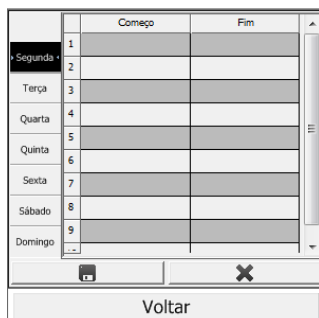 Começo Fim
1
Segunda
2
Terça 3
Quarta 4
5
Quinta
6
Sexta 7
Sábado 8
9
Domingo
Voltar